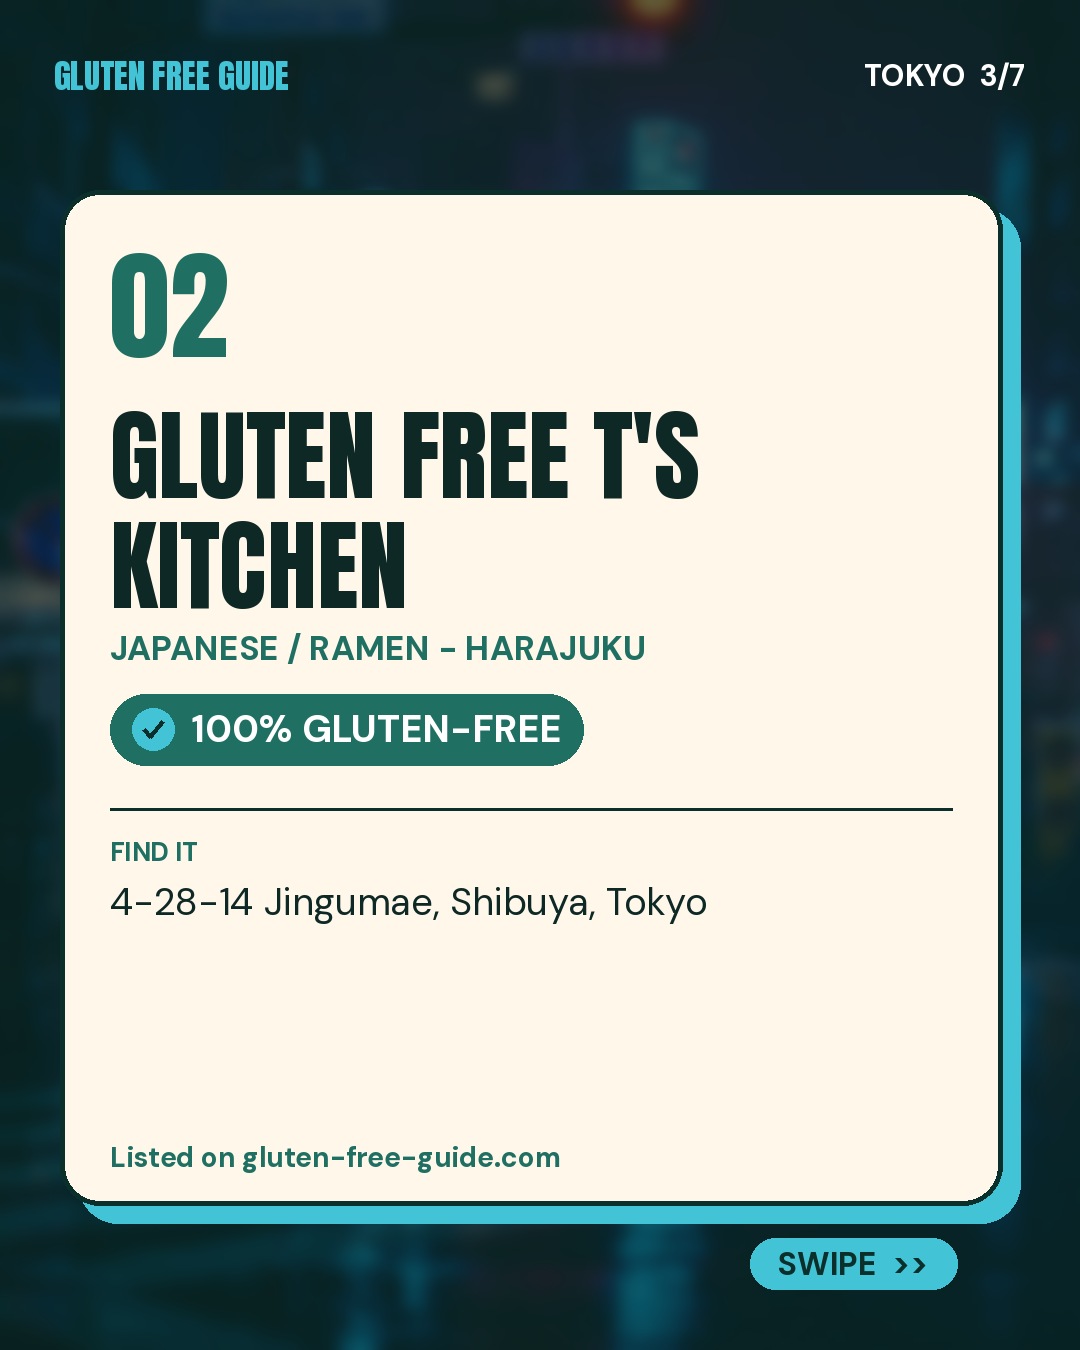 GLUTEN FREE GUIDE
TOKYO 3/7
02
GLUTEN FREE T'S
KITCHEN
JAPANESE / RAMEN - HARAJUKU
100% GLUTEN-FREE
FIND IT
4-28-14 Jingumae, Shibuya, Tokyo
Listed on gluten-free-guide.com
SWIPE >>